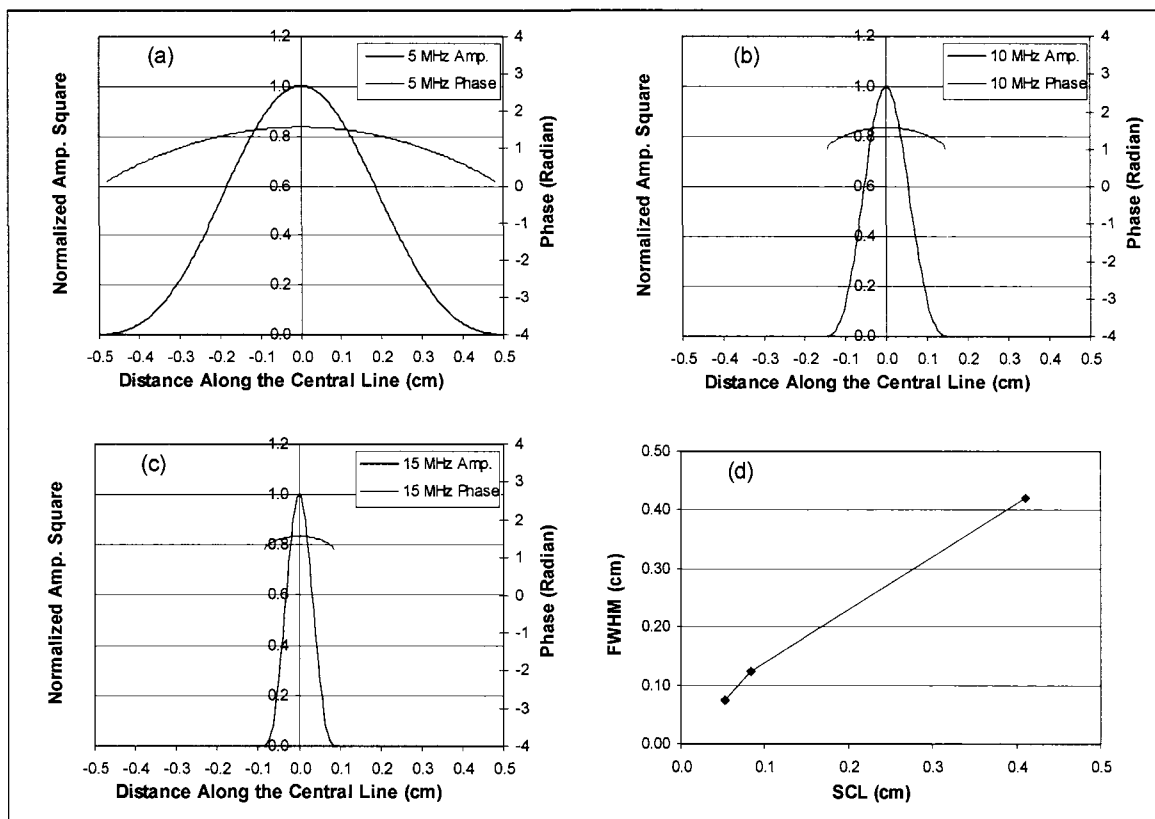 (a)
5 MHz Amp.
5 MHz Phase
Normalized Amp. Square
Phase (Radian)
1.2
1.0
0.8
0.6
0.4
0.2
0.0
4
3
2
1
0
-1
-2
-3
-4
-0.5 -0.4 -0.3 -0.2 -0.1 0.0 0.1 0.2 0.3 0.4 0.5
Distance Along the Central Line (cm)
(b)
10 MHz Amp.
10 MHz Phase
Normalized Amp. Square
Phase (Radian)
1.2
1.0
0.8
0.6
0.4
0.2
0.0
4
3
2
1
0
-1
-2
-3
-4
-0.5 -0.4 -0.3 -0.2 -0.1 0.0 0.1 0.2 0.3 0.4 0.5
Distance Along the Central Line (cm)
(c)
15 MHz Amp.
15 MHz Phase
Normalized Amp. Square
Phase (Radian)
1.2
1.0
0.8
0.6
0.4
0.2
0.0
4
3
2
1
0
-1
-2
-3
-4
-0.5 -0.4 -0.3 -0.2 -0.1 0.0 0.1 0.2 0.3 0.4 0.5
Distance Along the Central Line (cm)
(d)
FWHM (cm)
0.50
0.40
0.30
0.20
0.10
0.00
0.0 0.1 0.2 0.3 0.4 0.5
SCL (cm)